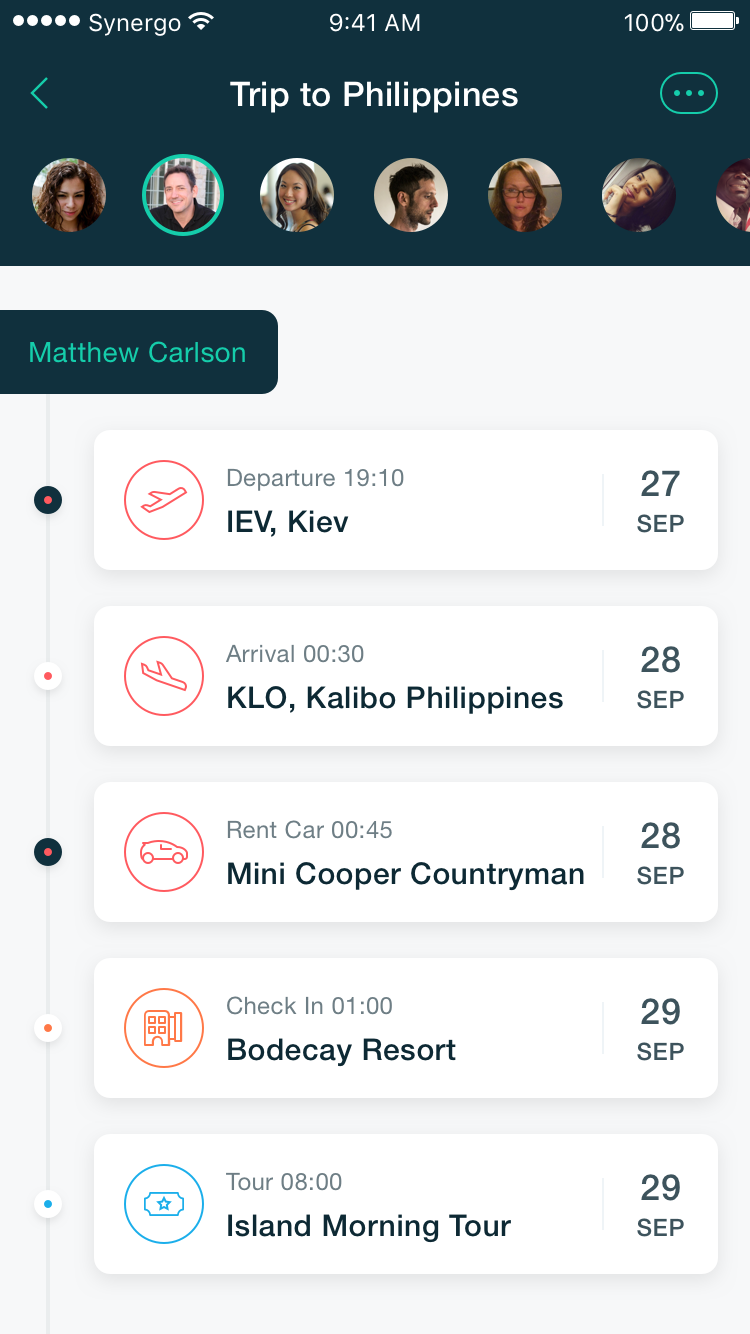 Synergo 9:41 AM 100%
Trip to Philippines
Matthew Carlson
Departure 19:10
IEV, Kiev
27
SEP
Arrival 00:30
KLO, Kalibo Philippines
28
SEP
Rent Car 00:45
Mini Cooper Countryman
28
SEP
Check In 01:00
Bodecay Resort
29
SEP
Tour 08:00
Island Morning Tour
29
SEP